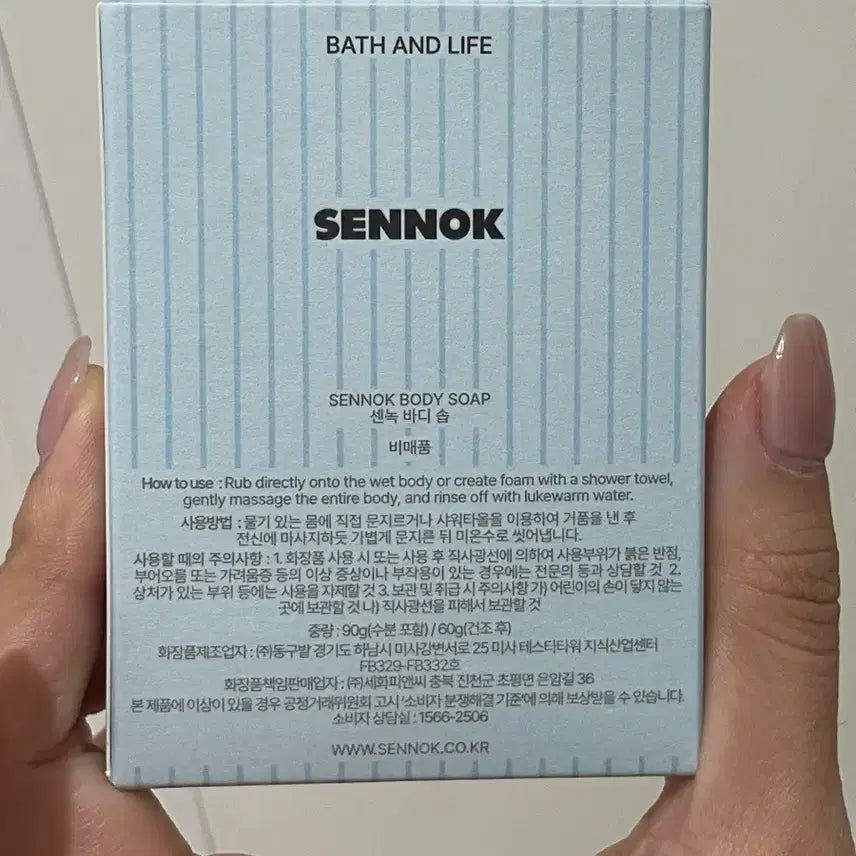 BATH AND LIFE
SENNOK
SENNOK BODY SOAP
센녹 바디 솝
비매품
How to use : Rub directly onto the wet body or create foam with a shower towel,
gently massage the entire body, and rinse off with lukewarm water.
사용방법 : 물기 있는 몸에 직접 문지르거나 샤워타올을 이용하여 거품을 낸 후
전신에 마사지하듯 가볍게 문지른 뒤 미온수로 씻어냅니다.
사용할 때의 주의사항 : 1. 화장품 사용 시 또는 사용 후 직사광선에 의하여 사용부위가 붉은 반점,
부어오름 또는 가려움증 등의 이상 증상이나 부작용이 있는 경우에는 전문의 등과 상담할 것 2.
상처가 있는 부위 등에는 사용을 자제할 것 3. 보관 및 취급 시 주의사항 가) 어린이의 손이 닿지 않는
곳에 보관할 것 나) 직사광선을 피해서 보관할 것
중량 : 90g(수분 포함) / 60g(건조 후)
화장품제조업자 : (주)동구밭 경기도 하남시 미사강변서로 25 미사 테스타타워 지식산업센터
FB329-FB332호
화장품책임판매업자 : (주)세화피앤씨 충북 진천군 초평면 은암길 36
본 제품에 이상이 있을 경우 공정거래위원회 고시 '소비자 분쟁해결 기준'에 의해 보상받을 수 있습니다.
소비자 상담실 : 1566-2506
WWW.SENNOK.CO.KR